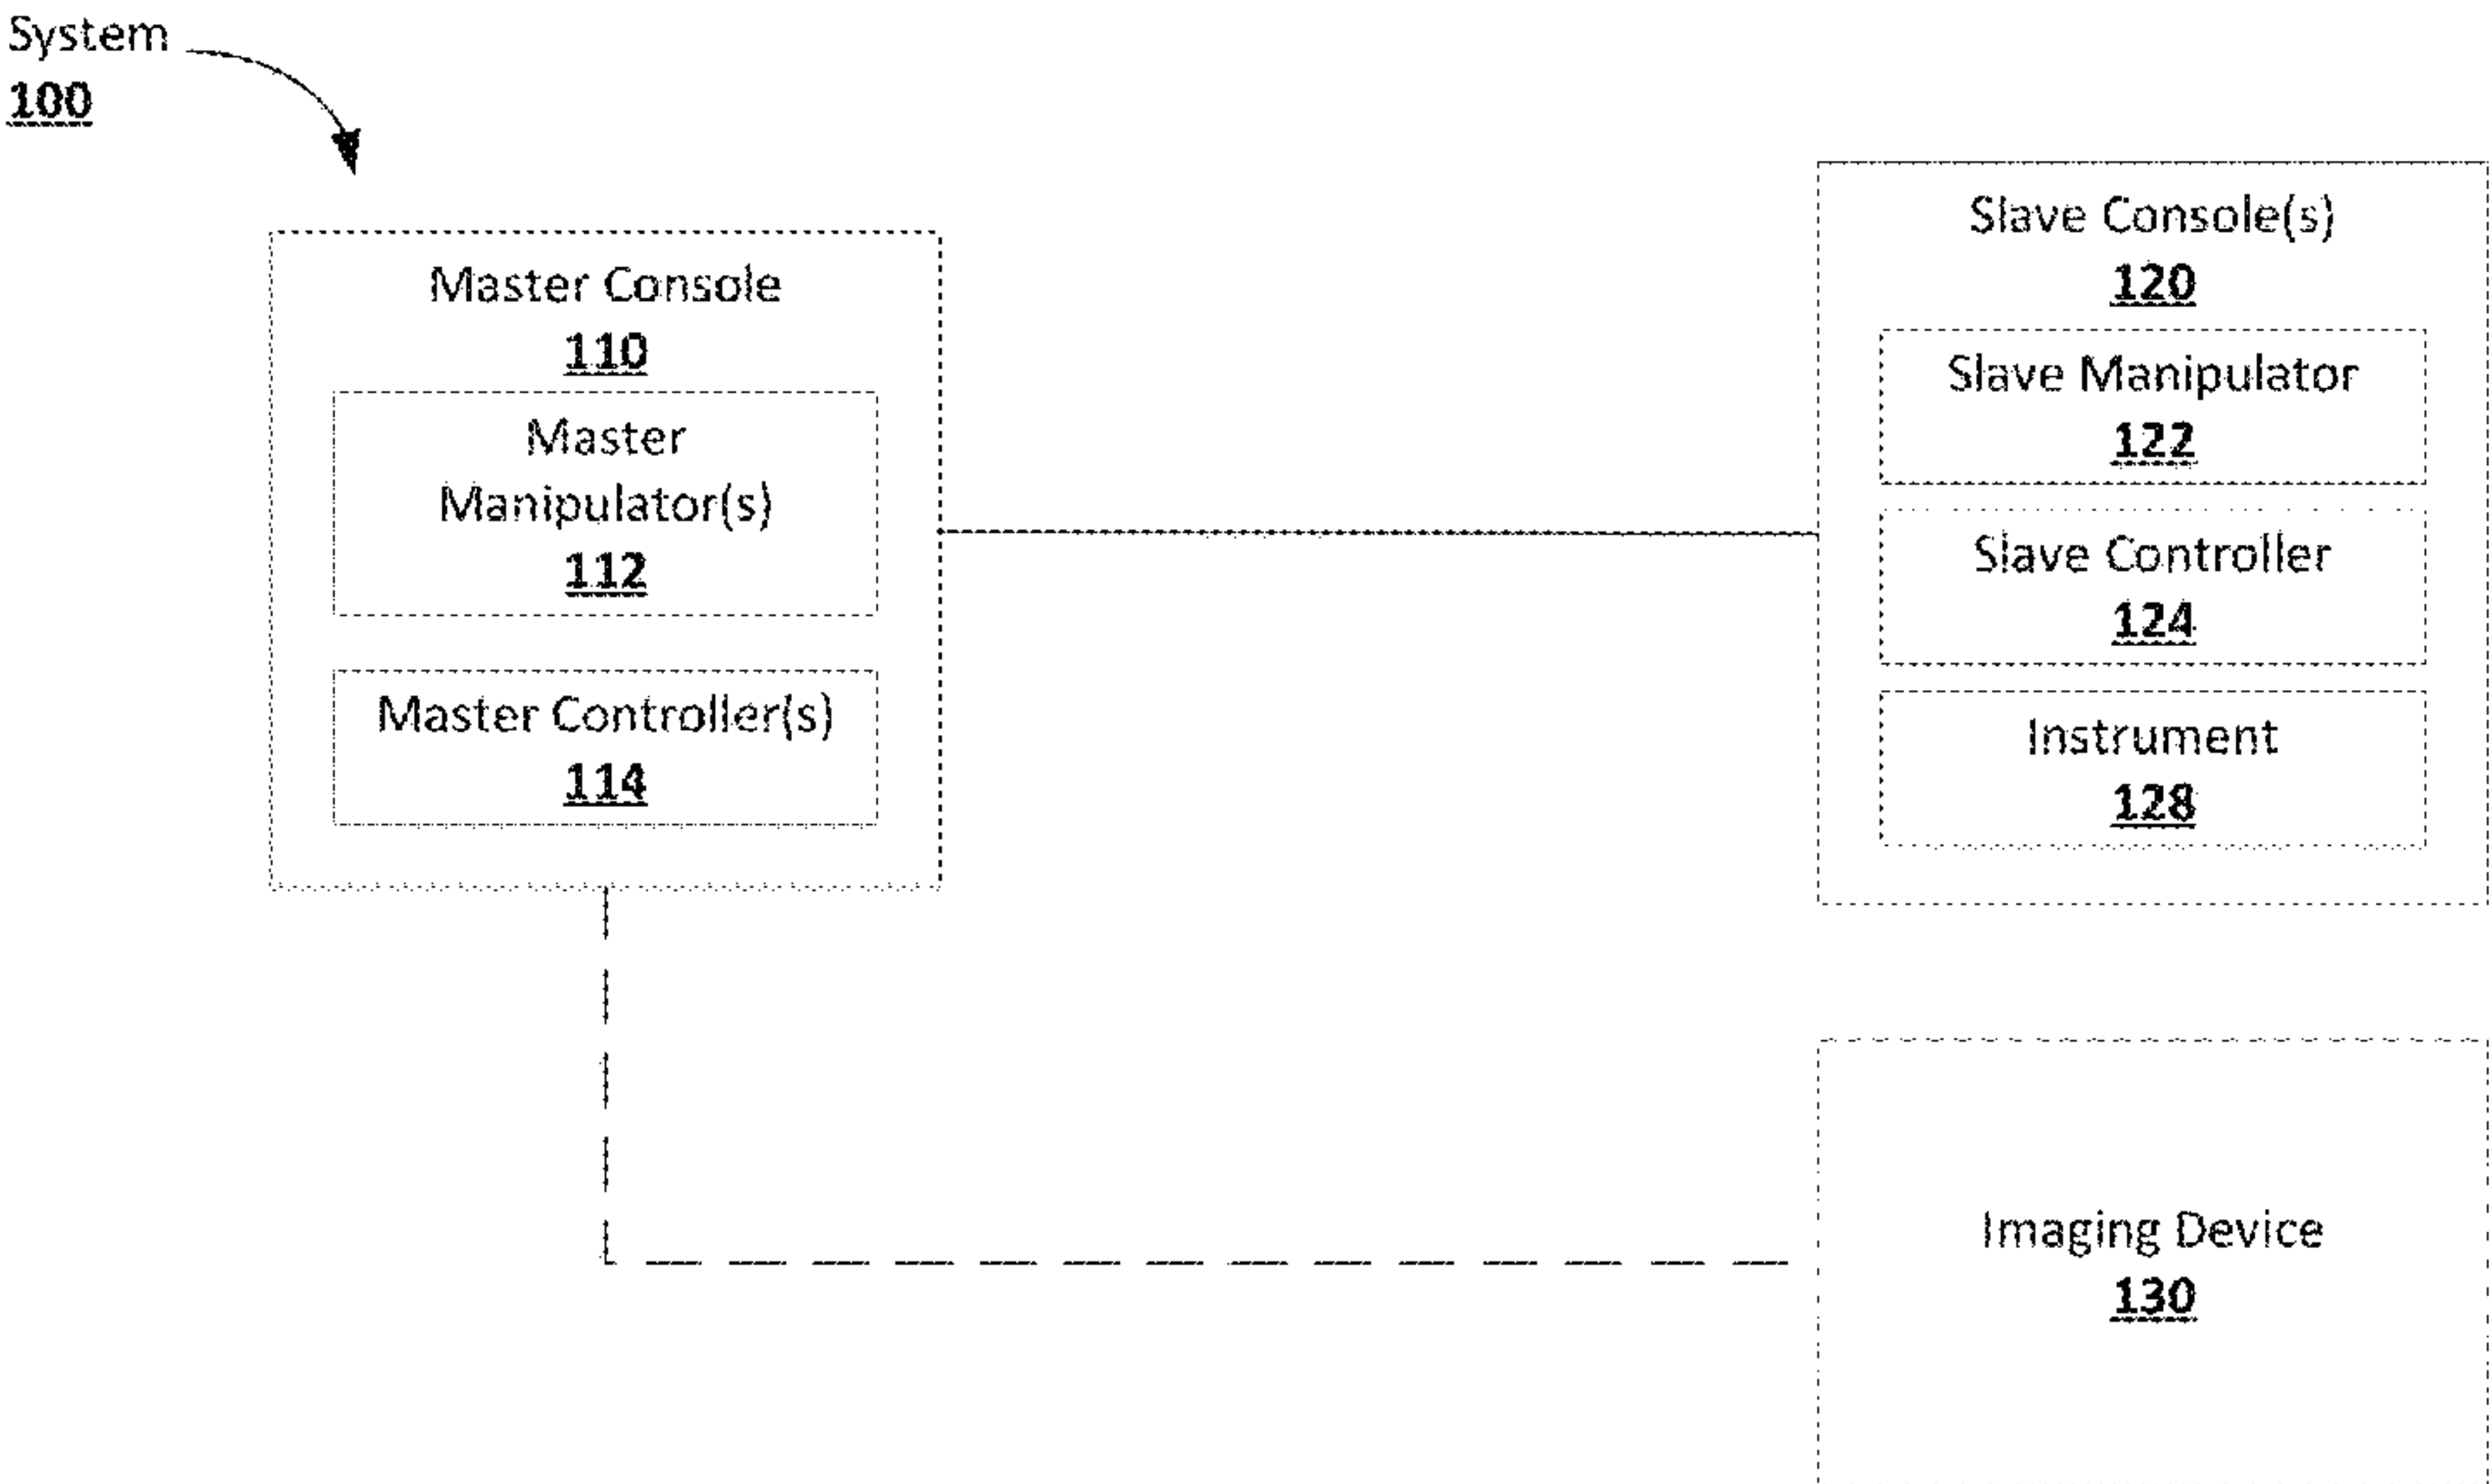 System
100
Master Console
110
Master
Manipulator(s)
112
Master Controller(s)
114
Slave Console(s)
120
Slave Manipulator
122
Slave Controller
124
Instrument
128
Imaging Device
130